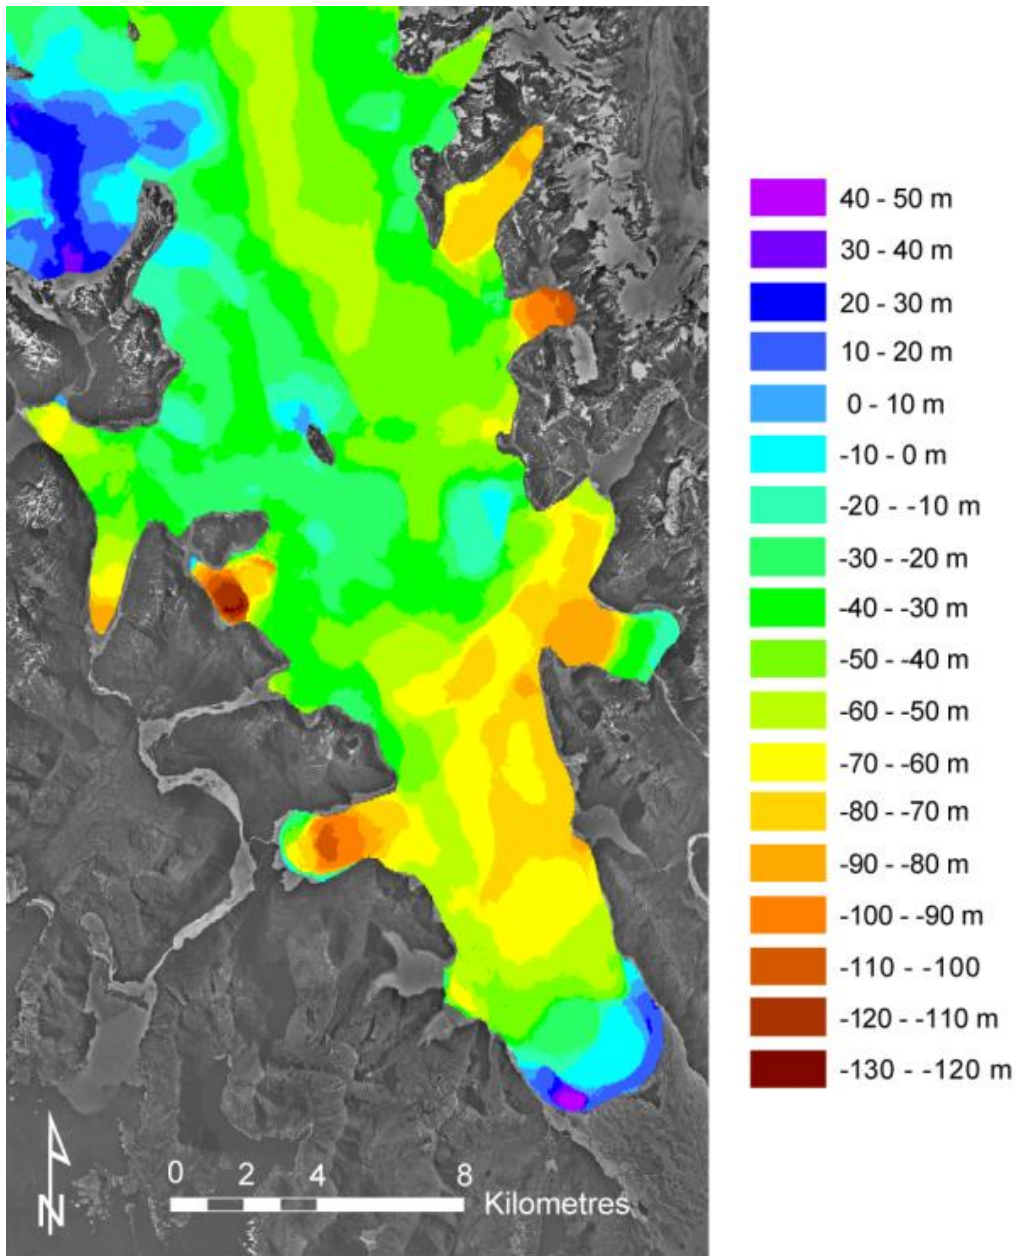 40 - 50 m
30 - 40 m
20 - 30 m
10 - 20 m
0 - 10 m
-10 - 0 m
-20 - -10 m
-30 - -20 m
-40 - -30 m
-50 - -40 m
-60 - -50 m
-70 - -60 m
-80 - -70 m
-90 - -80 m
-100 - -90 m
-110 - -100
-120 - -110 m
-130 - -120 m
N
0 2 4 8
Kilometres